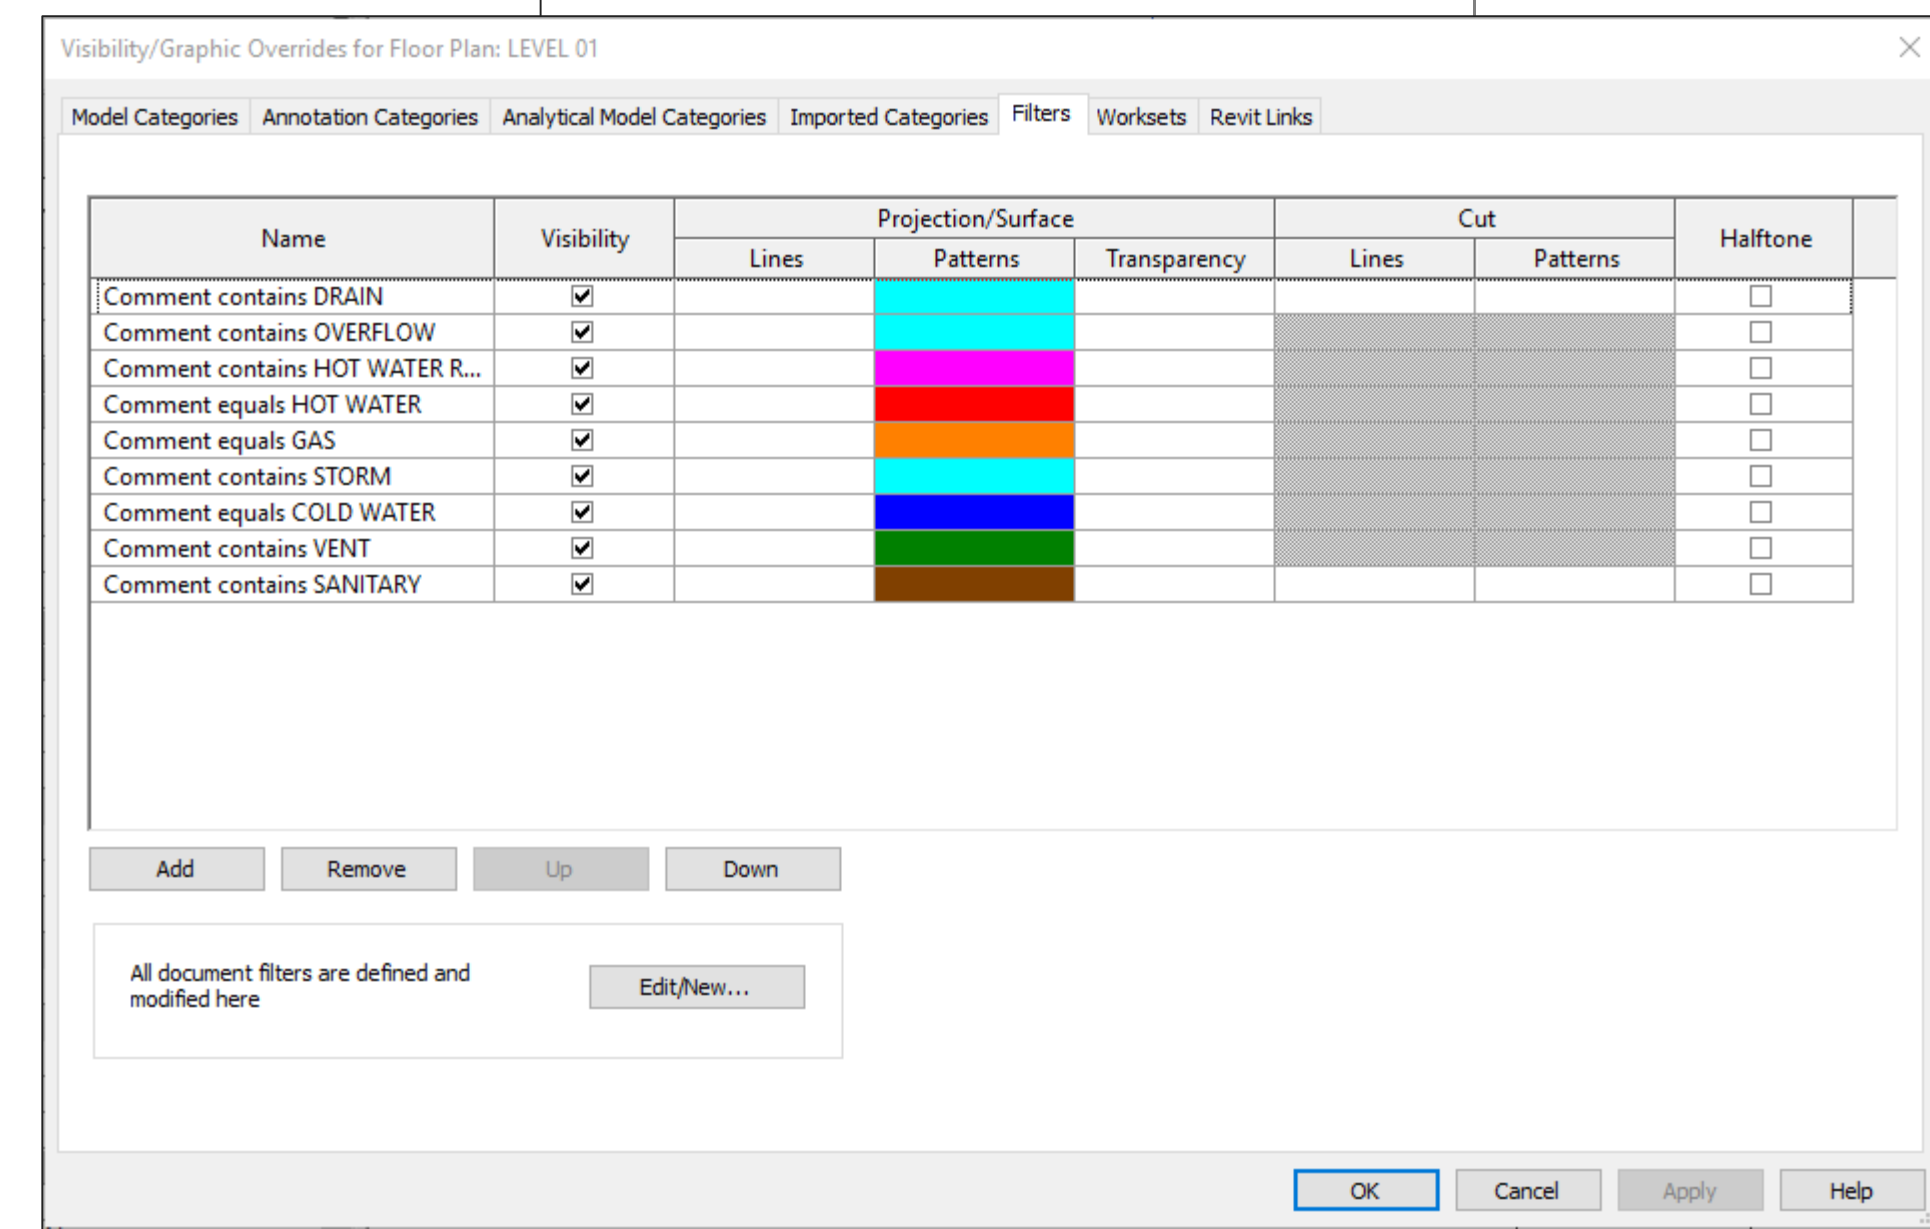 Visibility/Graphic Overrides for Floor Plan: LEVEL 01
Model Categories Annotation Categories Analytical Model Categories Imported Categories Filters Worksets Revit Links
Name Visibility Projection/Surface Cut Halftone
Lines Patterns Transparency Lines Patterns
Comment contains DRAIN
Comment contains OVERFLOW
Comment contains HOT WATER R...
Comment equals HOT WATER
Comment equals GAS
Comment contains STORM
Comment equals COLD WATER
Comment contains VENT
Comment contains SANITARY
Add Remove Up Down
All document filters are defined and
modified here
Edit/New...
OK Cancel Apply Help